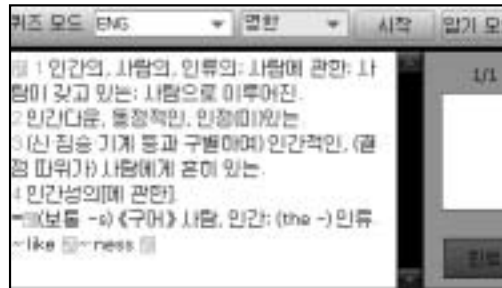 퀴즈 모드 ENG 영한 시작 암기 모
1 인간의, 사람의, 인류의; 사람에 관한; 사
람이 갖고 있는; 사람으로 이루어진.
2 인간다운, 동정적인, 인정(미)있는
3 (신·짐승·기계 등과 구별하여) 인간적인, (결
점 따위가) 사람에게 흔히 있는.
4 인간성의[에 관한].
(보통 -s) 《구어》 사람, 인간; (the ~) 인류
~like ~ness
1/1